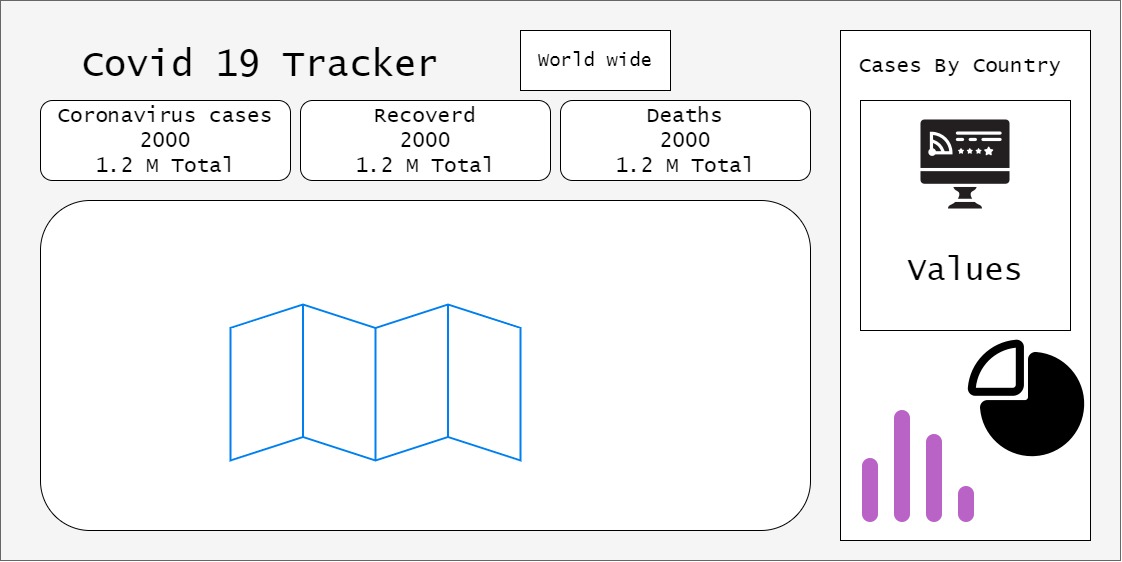 Covid 19 Tracker
World wide
Coronavirus cases
2000
1.2 M Total
Recoverd
2000
1.2 M Total
Deaths
2000
1.2 M Total
Cases By Country
Values